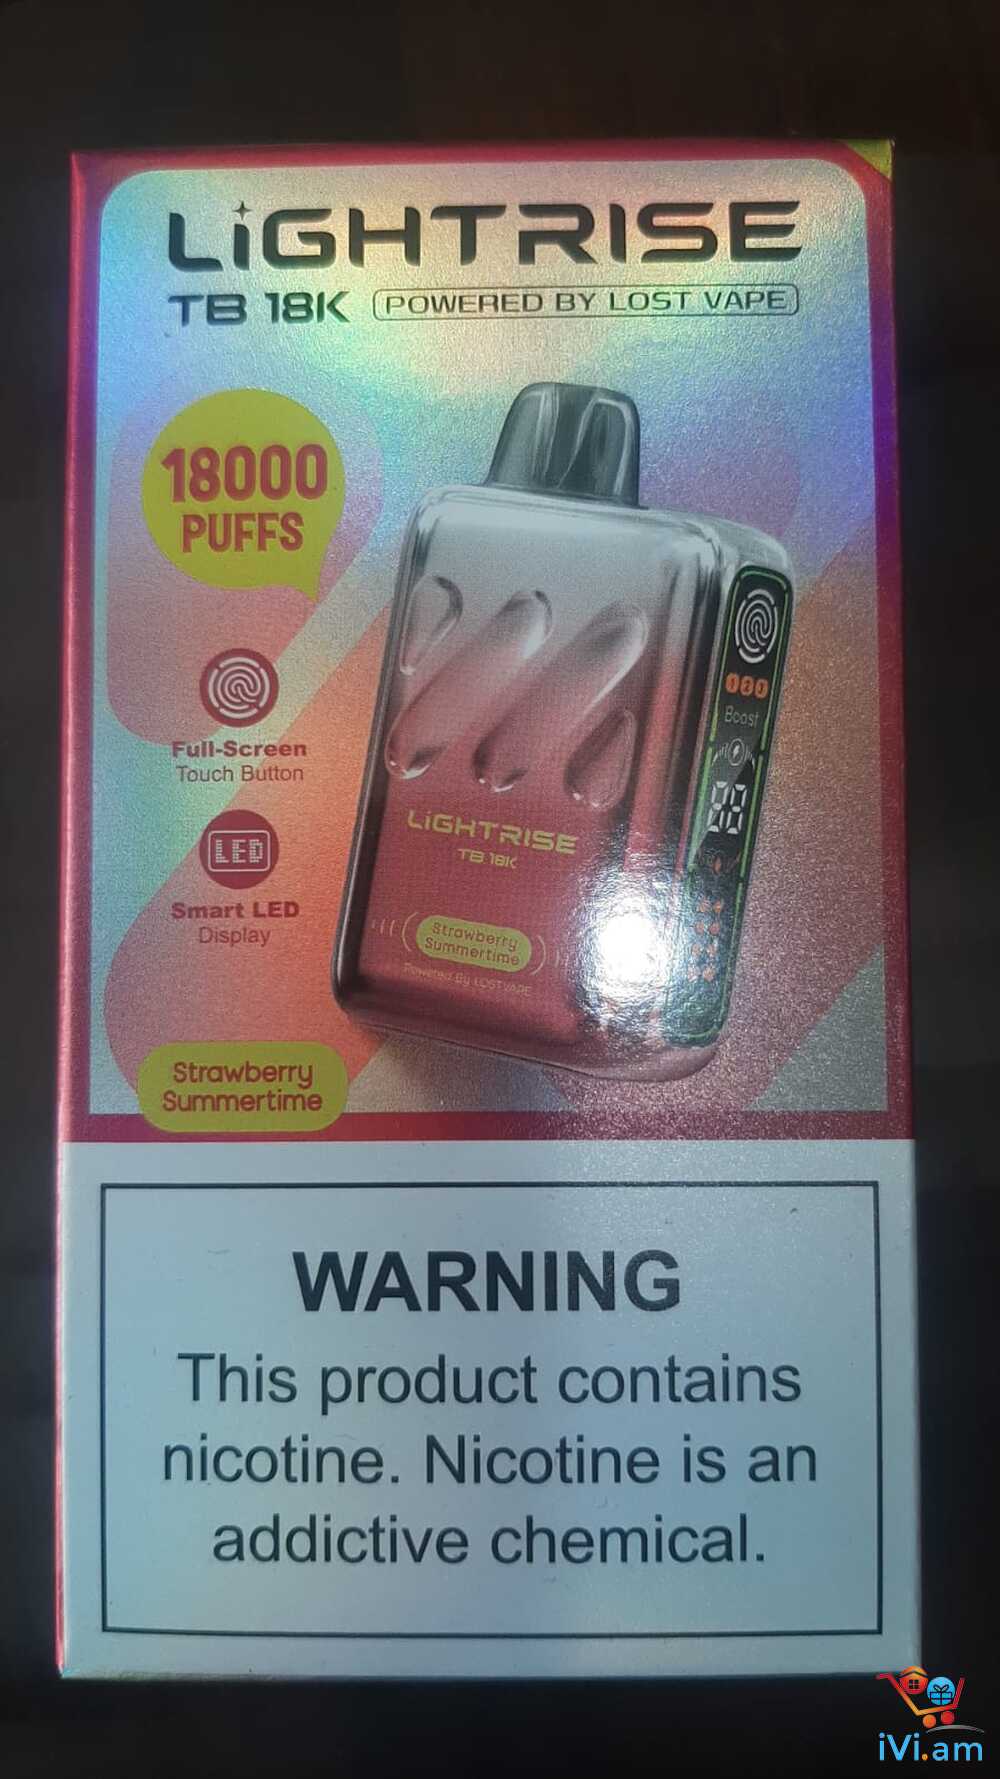 LiGHTRISE
TB 18K POWERED BY LOST VAPE
18000
PUFFS
Full-Screen
Touch Button
LED
Smart LED
Display
Boost
88
LiGHTRISE
TB 18K
Strawberry
Summertime
Powered By LOSTVAPE
Strawberry
Summertime
WARNING
This product contains
nicotine. Nicotine is an
addictive chemical.
iVi.am